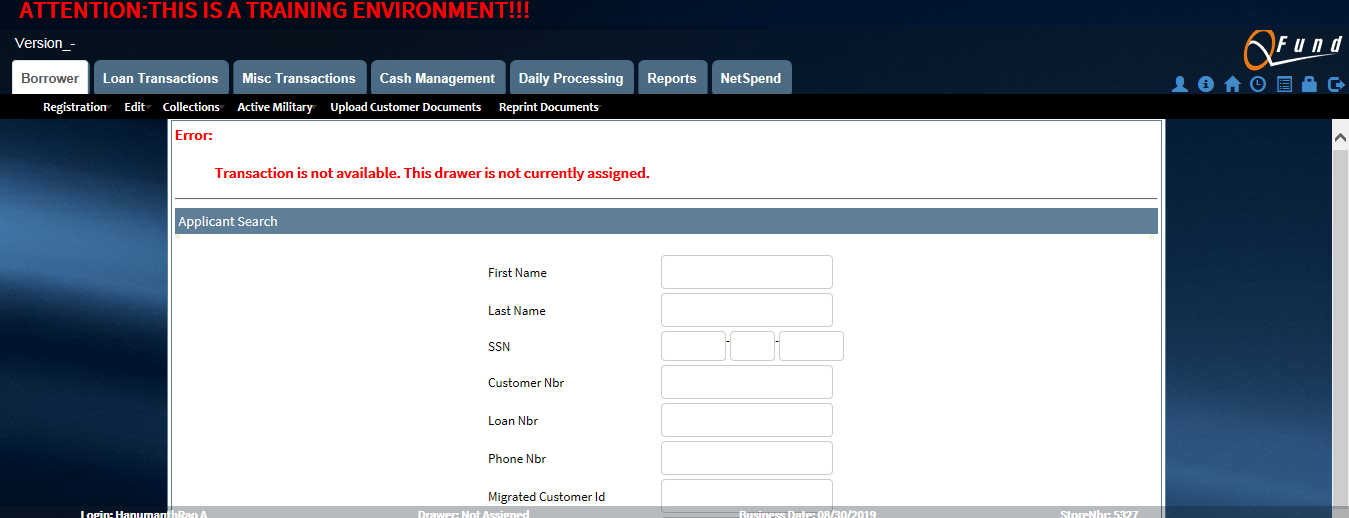 ATTENTION:THIS IS A TRAINING ENVIRONMENT!!!
Version_-
QFund
Borrower Loan Transactions Misc Transactions Cash Management Daily Processing Reports NetSpend
Registration Edit Collections Active Military Upload Customer Documents Reprint Documents
Error:
Transaction is not available. This drawer is not currently assigned.
Applicant Search
First Name
Last Name
SSN - -
Customer Nbr
Loan Nbr
Phone Nbr
Migrated Customer Id
Login: HanumanthRao A Drawer: Not Assigned Business Date: 08/30/2019 StoreNbr: 5327